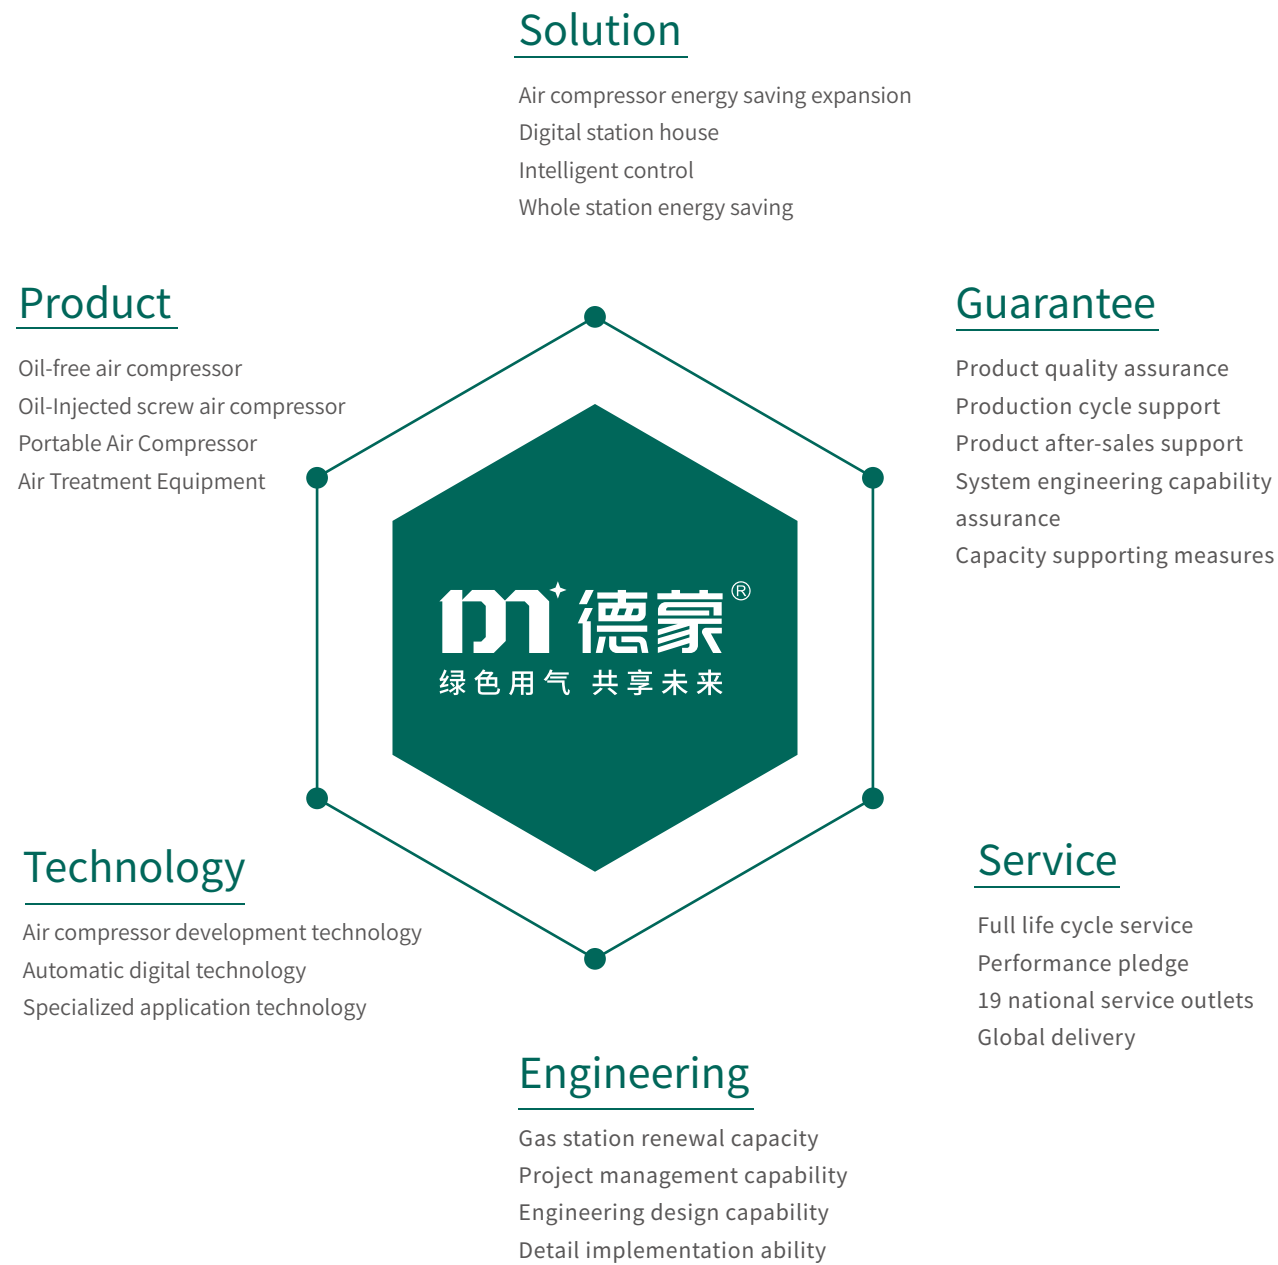 Solution
Air compressor energy saving expansion
Digital station house
Intelligent control
Whole station energy saving
Product
Oil-free air compressor
Oil-Injected screw air compressor
Portable Air Compressor
Air Treatment Equipment
Guarantee
Product quality assurance
Production cycle support
Product after-sales support
System engineering capability
assurance
Capacity supporting measures
m 德蒙 ®
绿色用气 共享未来
Technology
Air compressor development technology
Automatic digital technology
Specialized application technology
Service
Full life cycle service
Performance pledge
19 national service outlets
Global delivery
Engineering
Gas station renewal capacity
Project management capability
Engineering design capability
Detail implementation ability